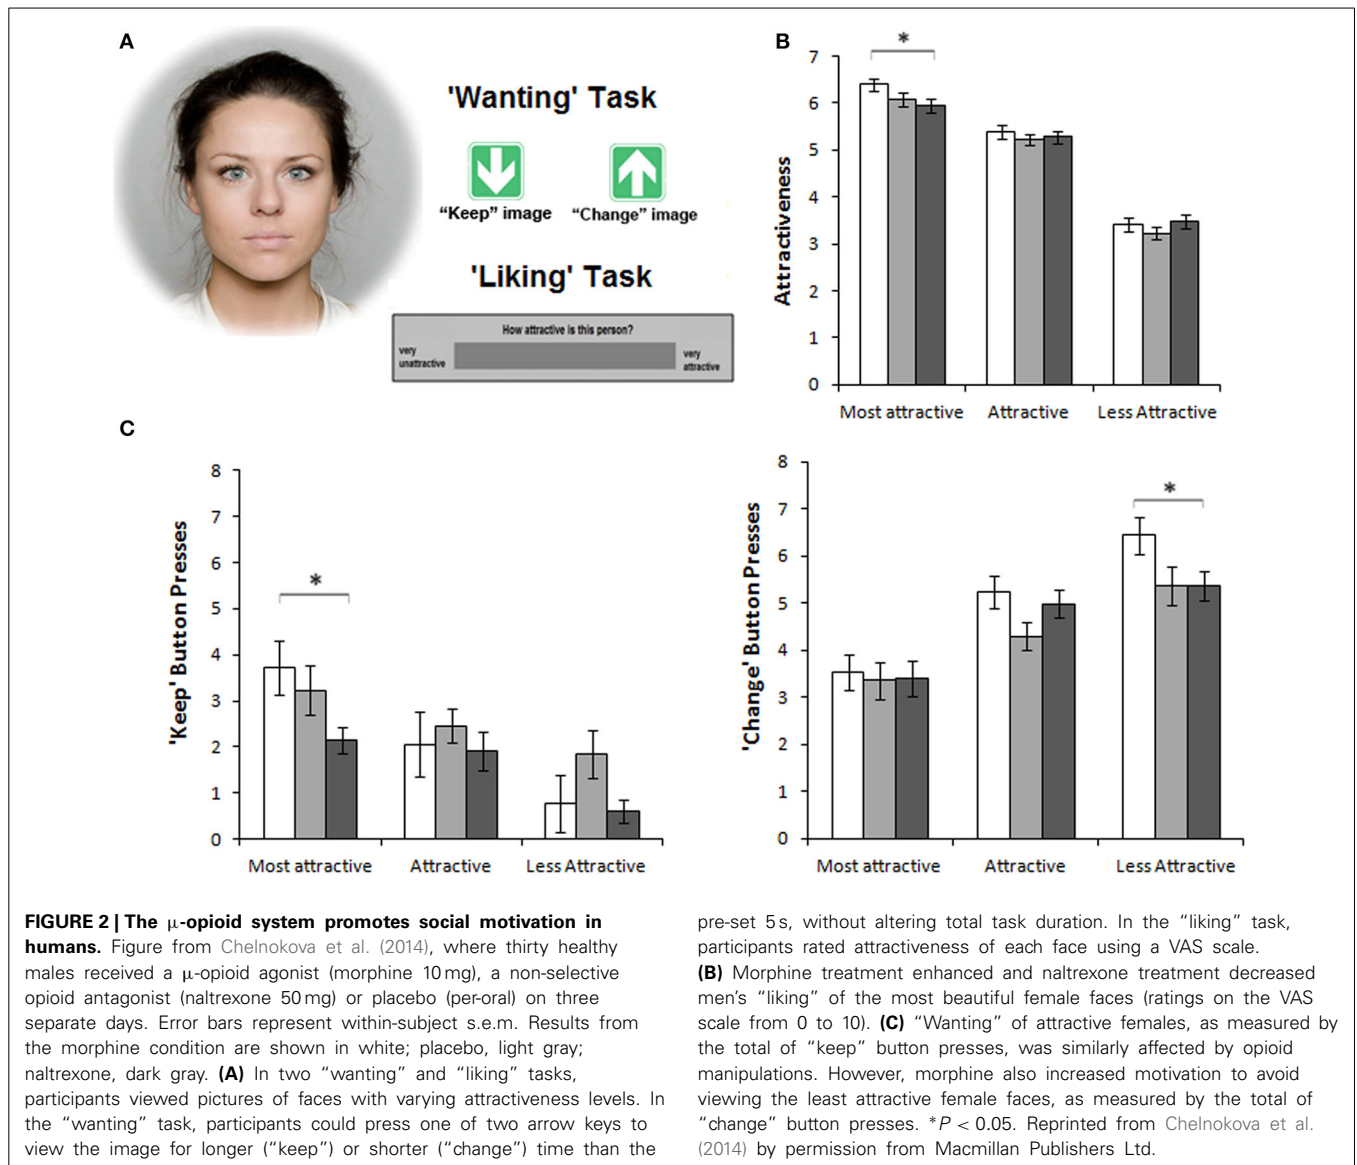 A
'Wanting' Task
"Keep" image
"Change" image
'Liking' Task
How attractive is this person?
very
unattractive
very
attractive
B
Attractiveness
7
6
5
4
3
2
1
0
*
Most attractive
Attractive
Less Attractive
C
'Keep' Button Presses
8
7
6
5
4
3
2
1
0
*
Most attractive
Attractive
Less Attractive
'Change' Button Presses
8
7
6
5
4
3
2
1
0
*
Most attractive
Attractive
Less Attractive
FIGURE 2 | The μ-opioid system promotes social motivation in
humans. Figure from Chelnokova et al. (2014), where thirty healthy
males received a μ-opioid agonist (morphine 10 mg), a non-selective
opioid antagonist (naltrexone 50 mg) or placebo (per-oral) on three
separate days. Error bars represent within-subject s.e.m. Results from
the morphine condition are shown in white; placebo, light gray;
naltrexone, dark gray. (A) In two "wanting" and "liking" tasks,
participants viewed pictures of faces with varying attractiveness levels. In
the "wanting" task, participants could press one of two arrow keys to
view the image for longer ("keep") or shorter ("change") time than the
pre-set 5 s, without altering total task duration. In the "liking" task,
participants rated attractiveness of each face using a VAS scale.
(B) Morphine treatment enhanced and naltrexone treatment decreased
men's "liking" of the most beautiful female faces (ratings on the VAS
scale from 0 to 10). (C) "Wanting" of attractive females, as measured by
the total of "keep" button presses, was similarly affected by opioid
manipulations. However, morphine also increased motivation to avoid
viewing the least attractive female faces, as measured by the total of
"change" button presses. *P < 0.05. Reprinted from Chelnokova et al.
(2014) by permission from Macmillan Publishers Ltd.